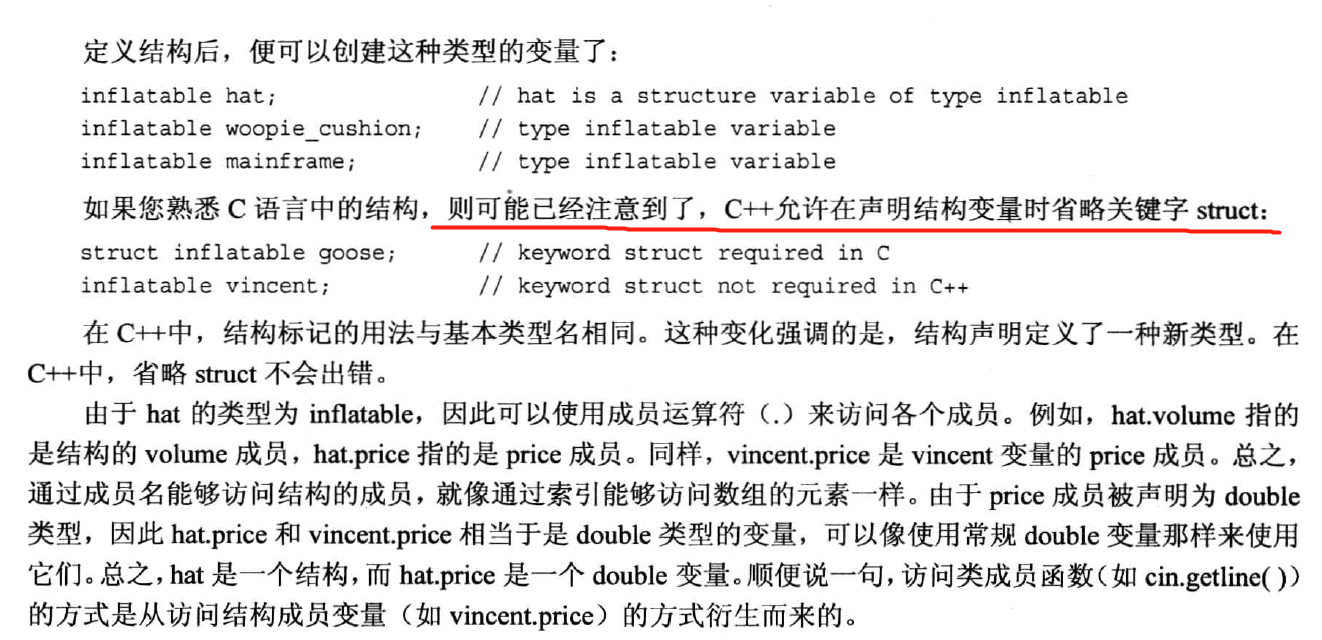 定义结构后，便可以创建这种类型的变量了：
inflatable hat; // hat is a structure variable of type inflatable
inflatable woopie_cushion; // type inflatable variable
inflatable mainframe; // type inflatable variable
如果您熟悉 C 语言中的结构，则可能已经注意到了，C++允许在声明结构变量时省略关键字 struct：
struct inflatable goose; // keyword struct required in C
inflatable vincent; // keyword struct not required in C++
在 C++中，结构标记的用法与基本类型名相同。这种变化强调的是，结构声明定义了一种新类型。在
C++中，省略 struct 不会出错。
由于 hat 的类型为 inflatable，因此可以使用成员运算符（.）来访问各个成员。例如，hat.volume 指的
是结构的 volume 成员，hat.price 指的是 price 成员。同样，vincent.price 是 vincent 变量的 price 成员。总之，
通过成员名能够访问结构的成员，就像通过索引能够访问数组的元素一样。由于 price 成员被声明为 double
类型，因此 hat.price 和 vincent.price 相当于是 double 类型的变量，可以像使用常规 double 变量那样来使用
它们。总之，hat 是一个结构，而 hat.price 是一个 double 变量。顺便说一句，访问类成员函数（如 cin.getline( )）
的方式是从访问结构成员变量（如 vincent.price）的方式衍生而来的。